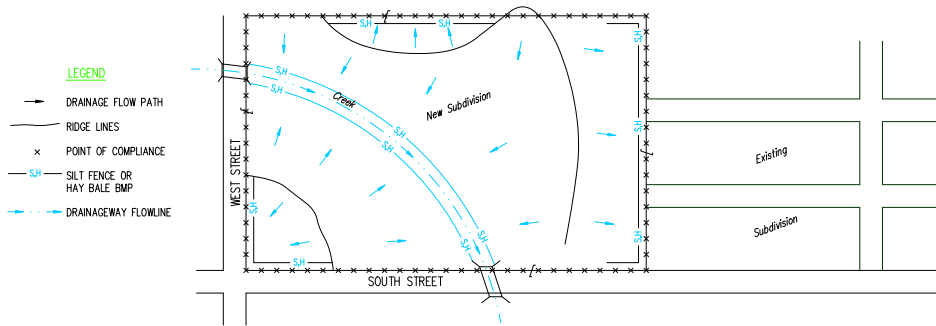 LEGEND
DRAINAGE FLOW PATH
RIDGE LINES
POINT OF COMPLIANCE
S,H
SILT FENCE OR
HAY BALE BMP
DRAINAGEWAY FLOWLINE
S,H
S,H
S,H
S,H
S,H
Creek
New Subdivision
S,H
S,H
S,H
WEST STREET
Existing
S,H
Subdivision
S,H
S,H
S,H
S,H
SOUTH STREET